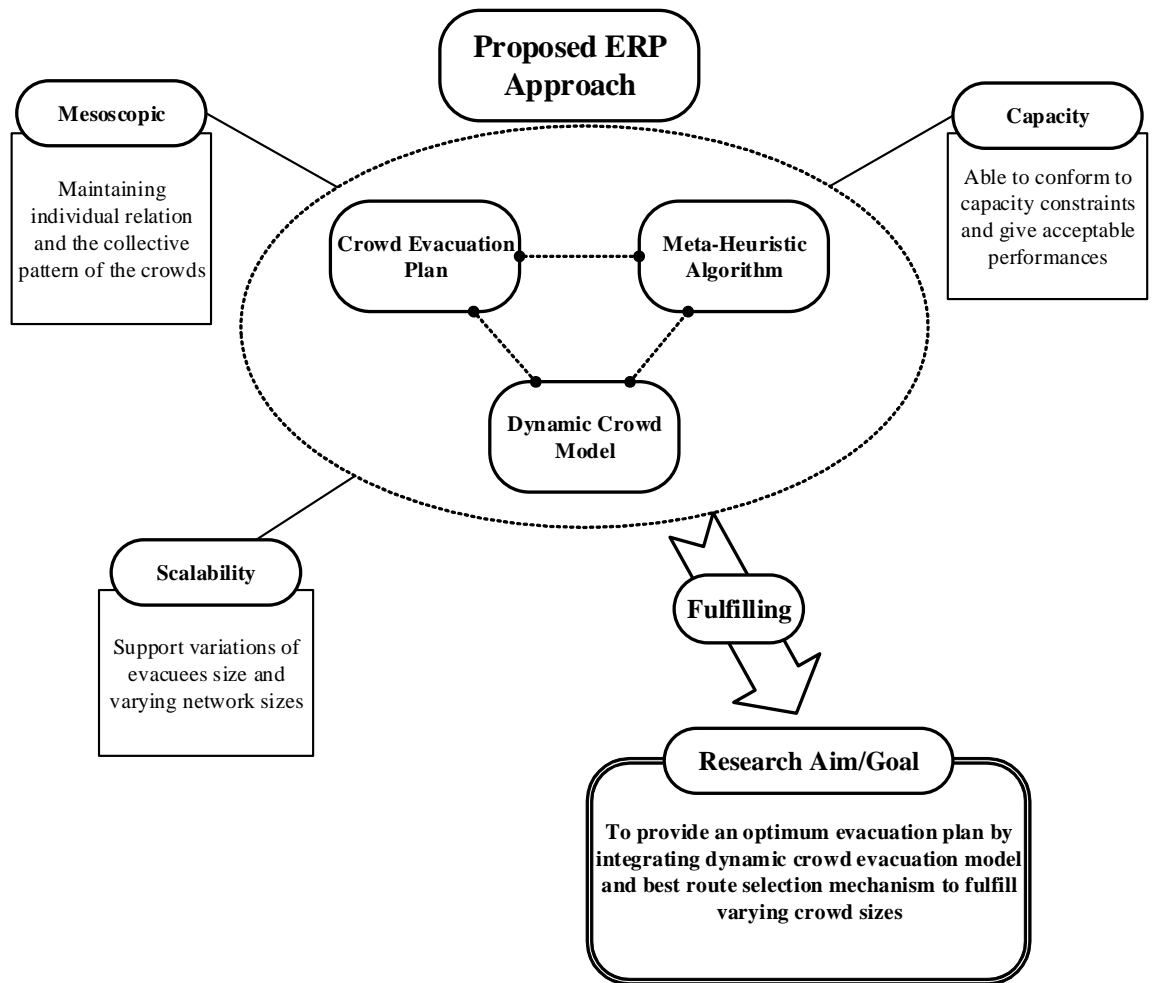 Proposed ERP
Approach
Mesoscopic
Maintaining
individual relation
and the collective
pattern of the crowds
Capacity
Able to conform to
capacity constraints
and give acceptable
performances
Crowd Evacuation
Plan
Meta-Heuristic
Algorithm
Dynamic Crowd
Model
Scalability
Support variations of
evacuees size and
varying network sizes
Fulfilling
Research Aim/Goal
To provide an optimum evacuation plan by
integrating dynamic crowd evacuation model
and best route selection mechanism to fulfill
varying crowd sizes